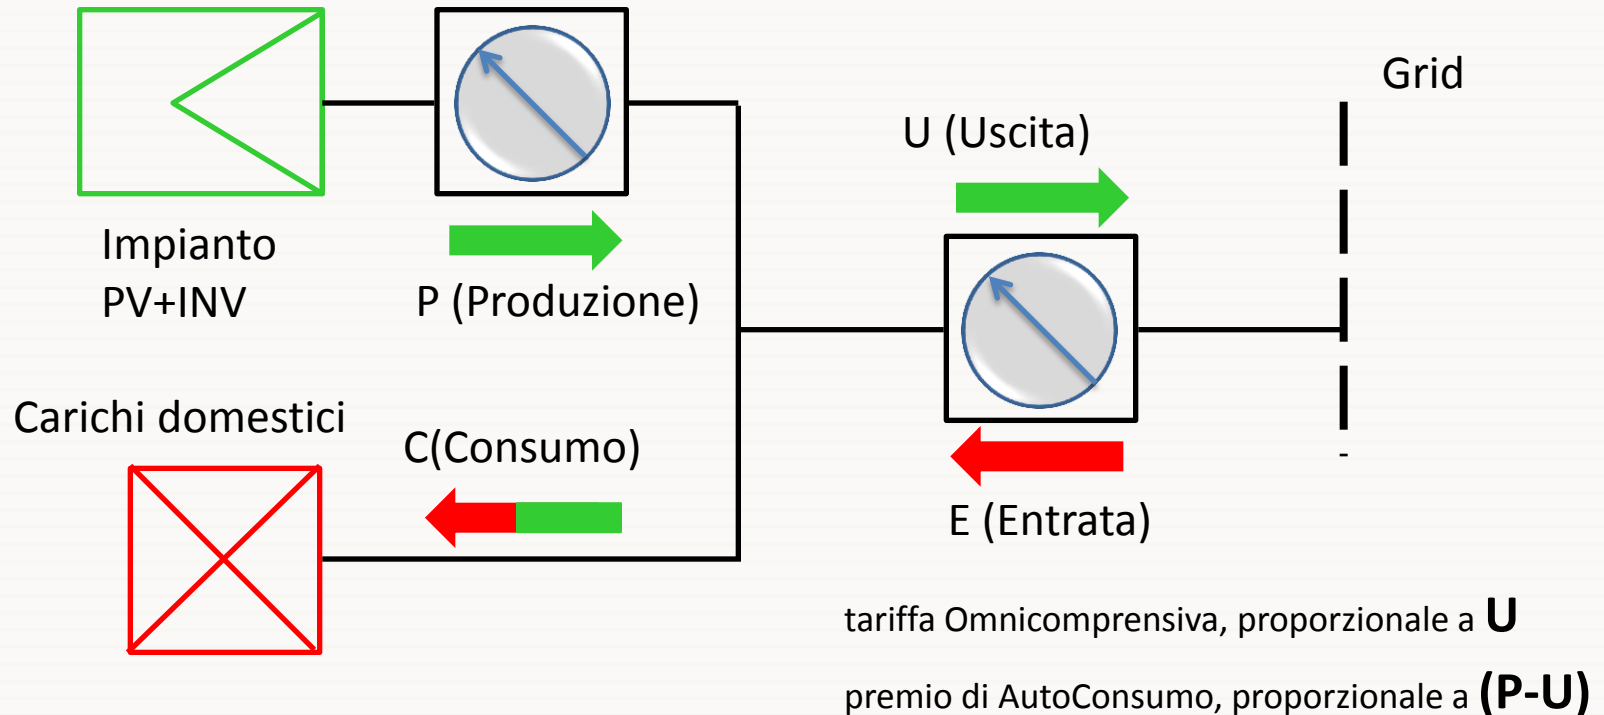 Grid
U (Uscita)
Impianto
PV+INV
P (Produzione)
Carichi domestici
C(Consumo)
E (Entrata)
tariffa Omnicomprensiva, proporzionale a U
premio di AutoConsumo, proporzionale a (P-U)